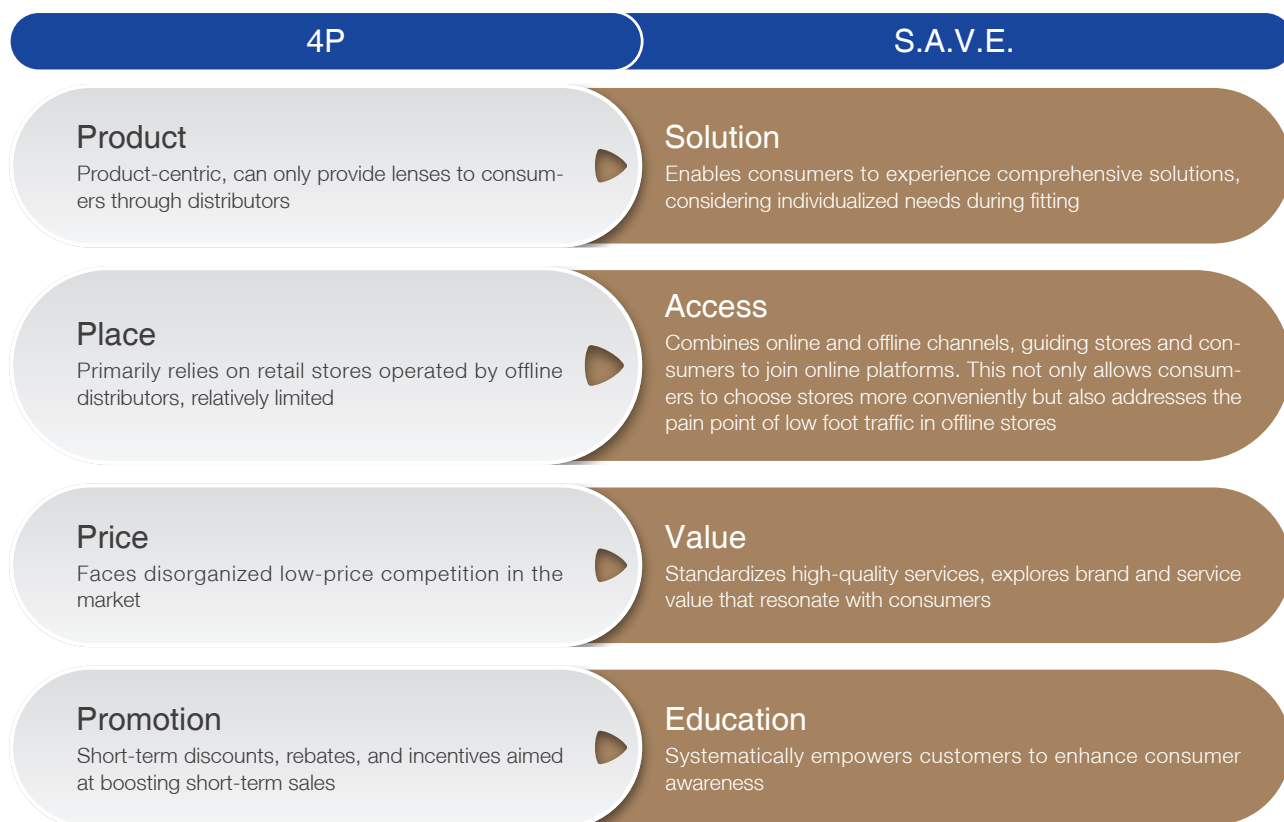 4P
S.A.V.E.
Product
Product-centric, can only provide lenses to consum-
ers through distributors
Solution
Enables consumers to experience comprehensive solutions,
considering individualized needs during fitting
Place
Primarily relies on retail stores operated by offline
distributors, relatively limited
Access
Combines online and offline channels, guiding stores and con-
sumers to join online platforms. This not only allows consum-
ers to choose stores more conveniently but also addresses the
pain point of low foot traffic in offline stores
Price
Faces disorganized low-price competition in the
market
Value
Standardizes high-quality services, explores brand and service
value that resonate with consumers
Promotion
Short-term discounts, rebates, and incentives aimed
at boosting short-term sales
Education
Systematically empowers customers to enhance consumer
awareness